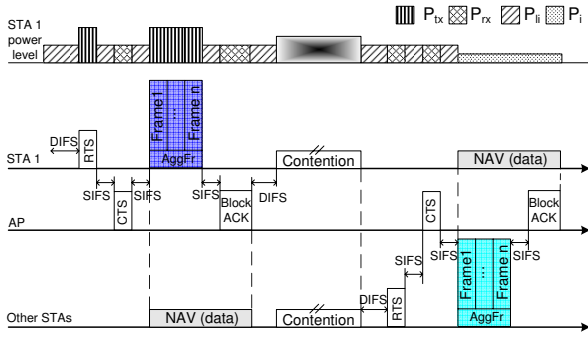 STA 1
power
level
P_tx P_rx P_li P_i
DIFS
RTS
Frame1
...
Frame n
AggFr
STA 1
Contention
NAV (data)
SIFS
SIFS
SIFS
DIFS
CTS
Block
ACK
CTS
Block
ACK
AP
SIFS
SIFS
SIFS
DIFS
RTS
Frame1
...
Frame n
AggFr
NAV (data)
Contention
Other STAs